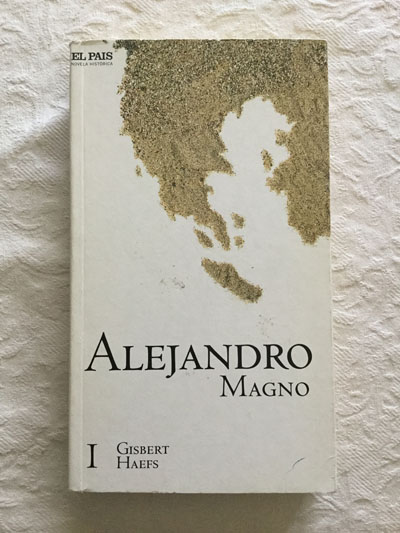 EL PAIS
NOVELA HISTÓRICA
ALEJANDRO
MAGNO
I
GISBERT
HAEFS